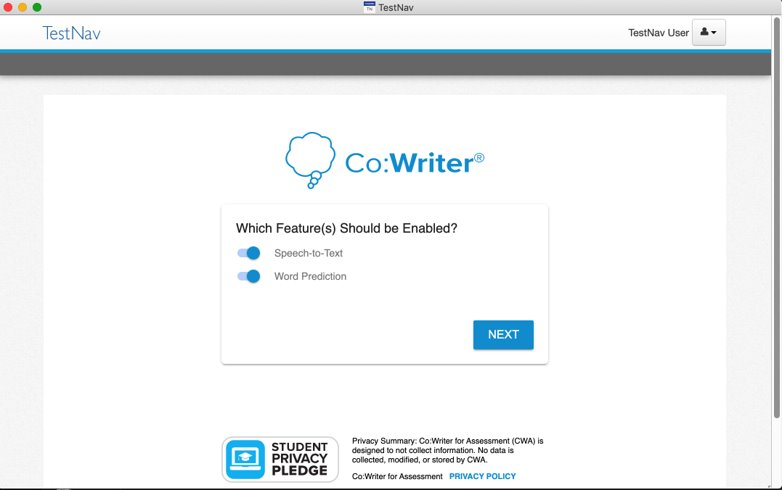 TestNav
TestNav
TestNav User
Co:Writer®
Which Feature(s) Should be Enabled?
Speech-to-Text
Word Prediction
NEXT
STUDENT
PRIVACY
PLEDGE
Privacy Summary: Co:Writer for Assessment (CWA) is
designed to not collect information. No data is
collected, modified, or stored by CWA.
Co:Writer for Assessment PRIVACY POLICY